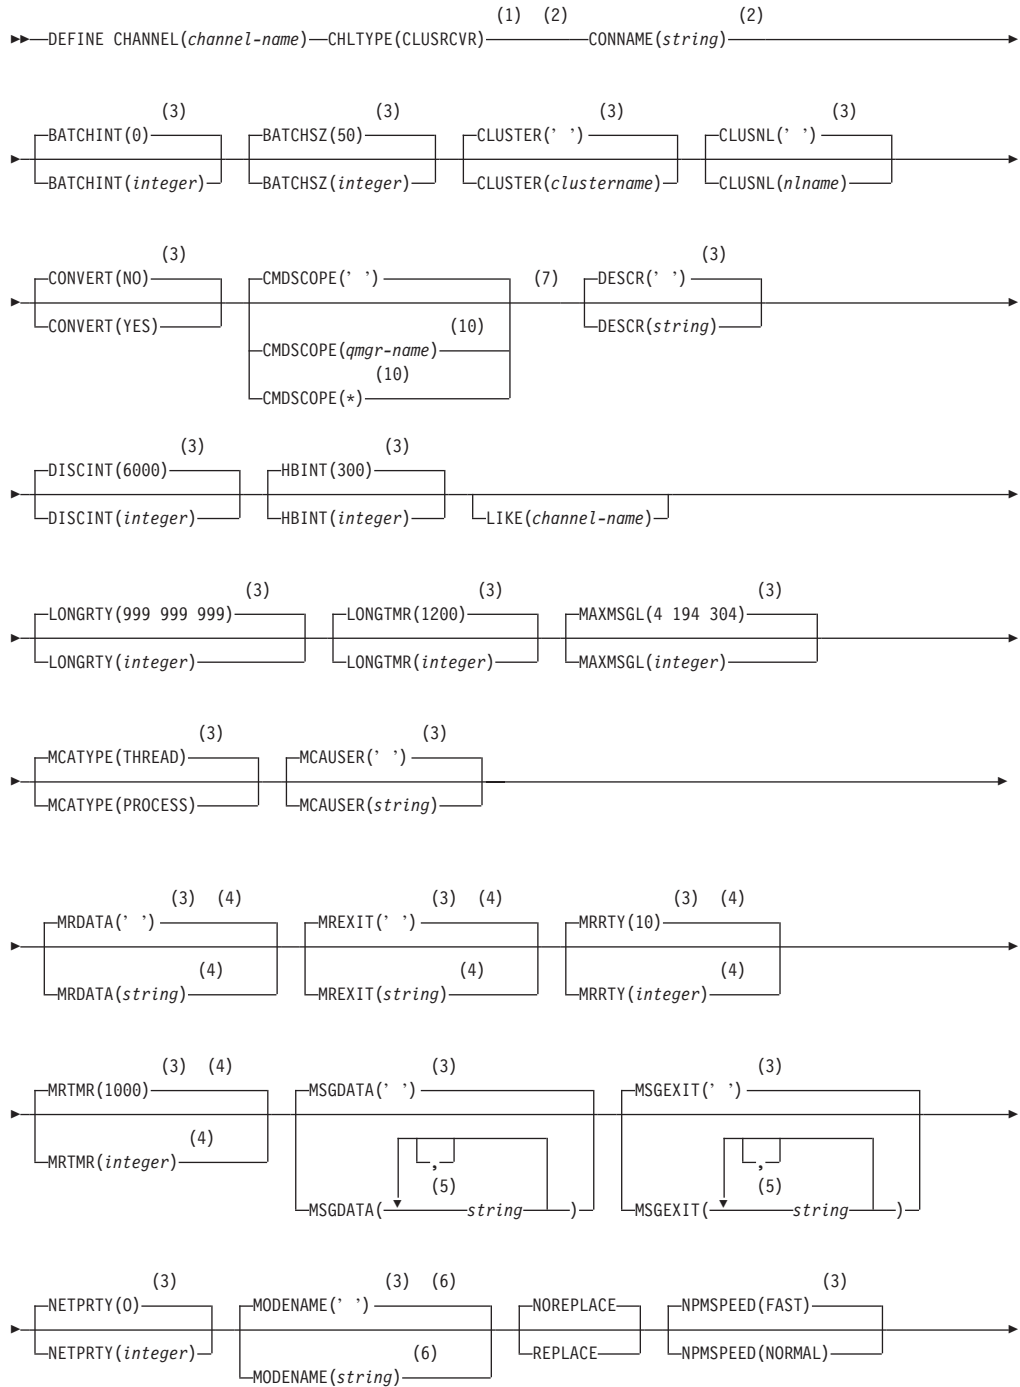 (1) (2) (2)
DEFINE CHANNEL(channel-name) CHLTYPE(CLUSRCVR) CONNAME(string)
(3) (3) (3) (3)
BATCHINT(0) BATCHSZ(50) CLUSTER(' ') CLUSNL(' ')
BATCHINT(integer) BATCHSZ(integer) CLUSTER(clustername) CLUSNL(nlname)
(3) (7) (3)
CONVERT(NO) CMDSCOPE(' ') DESCR(' ')
CONVERT(YES) DESCR(string)
(10)
CMDSCOPE(qmgr-name)
(10)
CMDSCOPE(*)
(3) (3)
DISCINT(6000) HBINT(300)
DISCINT(integer) HBINT(integer) LIKE(channel-name)
(3) (3) (3)
LONGRTY(999 999 999) LONGTMR(1200) MAXMSGL(4 194 304)
LONGRTY(integer) LONGTMR(integer) MAXMSGL(integer)
(3) (3)
MCATYPE(THREAD) MCAUSER(' ')
MCATYPE(PROCESS) MCAUSER(string)
(3) (4) (3) (4) (3) (4)
MRDATA(' ') MREXIT(' ') MRRTY(10)
(4) (4) (4)
MRDATA(string) MREXIT(string) MRRTY(integer)
(3) (4) (3) (3)
MRTMR(1000) MSGDATA(' ') MSGEXIT(' ')
(4)
MRTMR(integer) , ,
(5) (5)
MSGDATA( string ) MSGEXIT( string )
(3) (3) (6) (3)
NETPRTY(0) MODENAME(' ') NOREPLACE NPMSPEED(FAST)
NETPRTY(integer) (6) REPLACE NPMSPEED(NORMAL)
MODENAME(string)